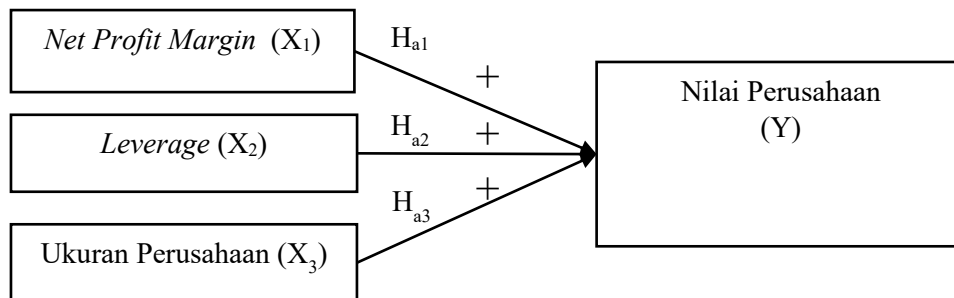 Net Profit Margin (X₁)
Hₐ₁
+
Nilai Perusahaan
(Y)
Leverage (X₂)
Hₐ₂
+
Hₐ₃
+
Ukuran Perusahaan (X₃)